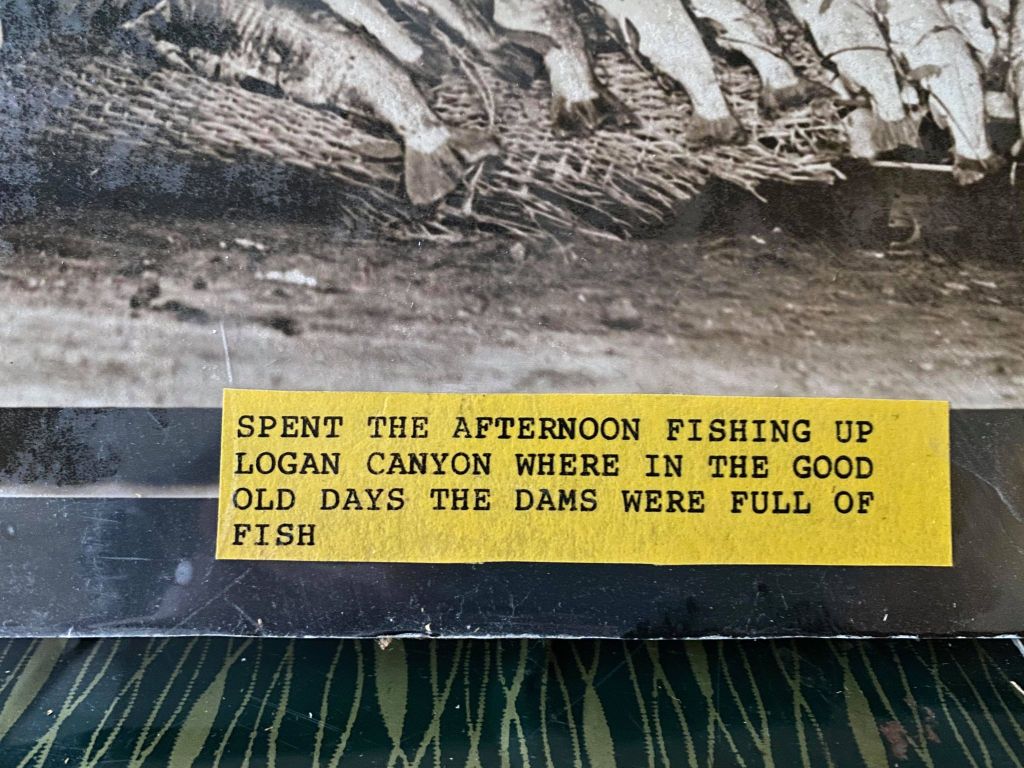 SPENT THE AFTERNOON FISHING UP
LOGAN CANYON WHERE IN THE GOOD
OLD DAYS THE DAMS WERE FULL OF
FISH